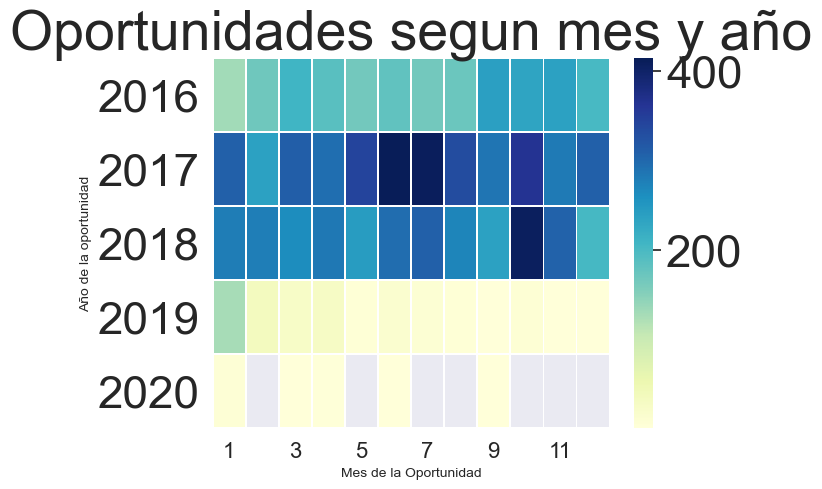 Oportunidades segun mes y año
2016
2017
2018
2019
2020
Año de la oportunidad
1 3 5 7 9 11
Mes de la Oportunidad
400
200